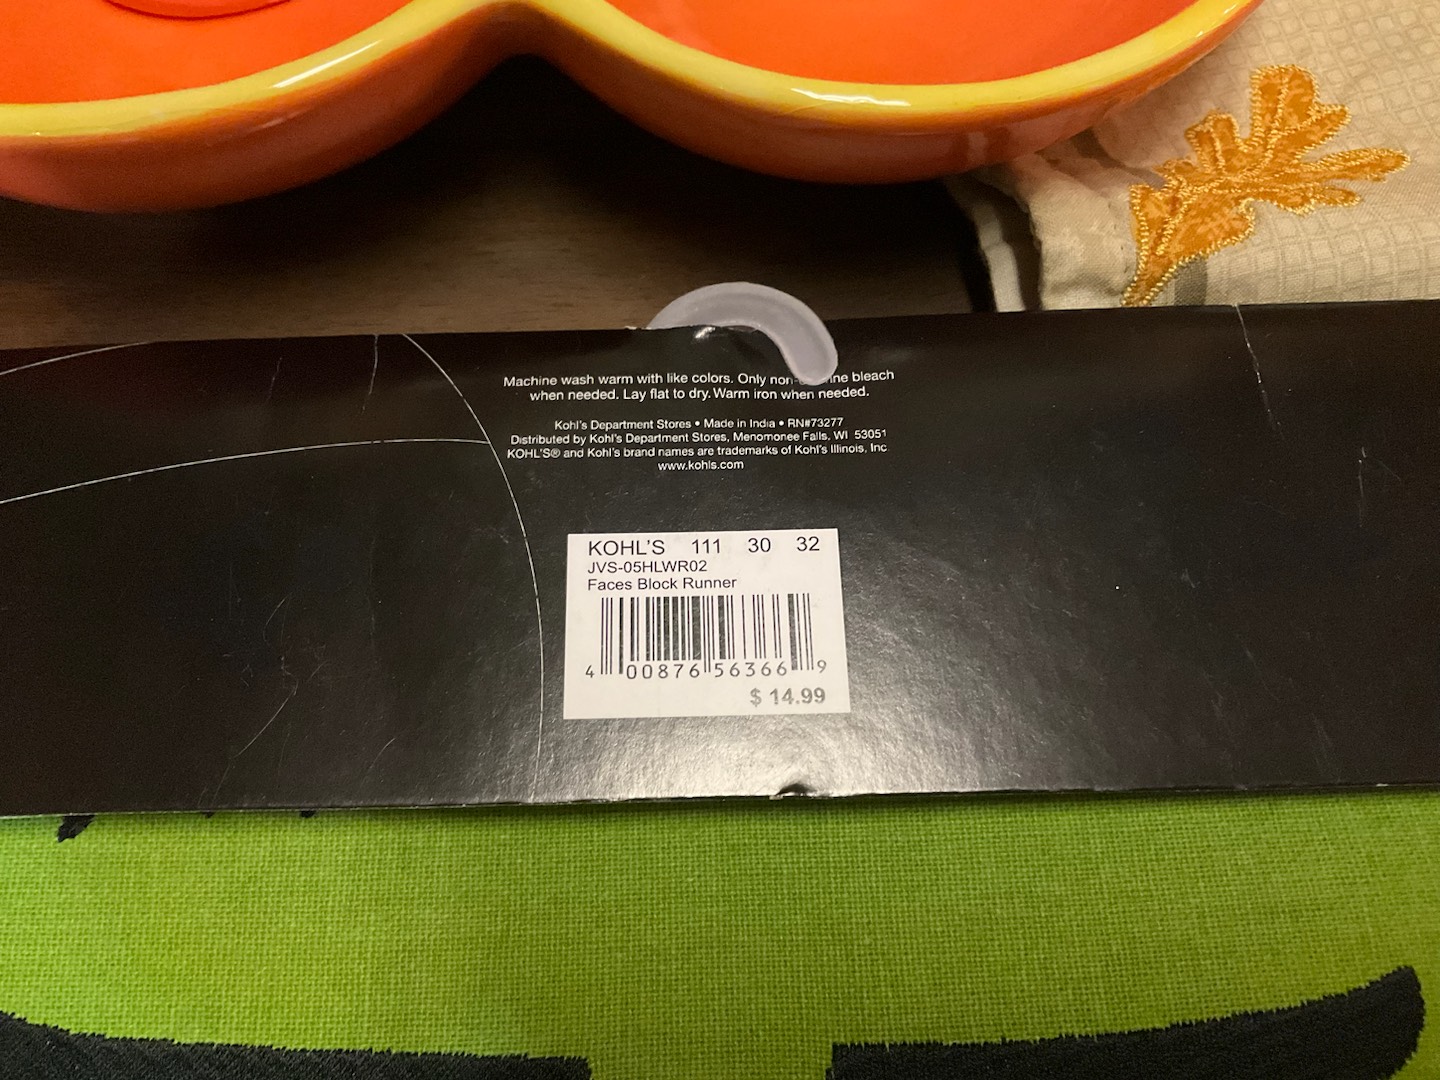 Machine wash warm with like colors. Only non- ine bleach
when needed. Lay flat to dry. Warm iron when needed.
Kohl's Department Stores • Made in India • RN#73277
Distributed by Kohl's Department Stores, Menomonee Falls, WI 53051
KOHL'S® and Kohl's brand names are trademarks of Kohl's Illinois, Inc
www.kohls.com
KOHL'S 111 30 32
JVS-05HLWR02
Faces Block Runner
4 00876 56366 9
$ 14.99